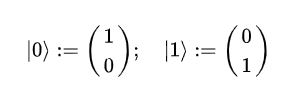 |0⟩ := (1 0); |1⟩ := (0 1)